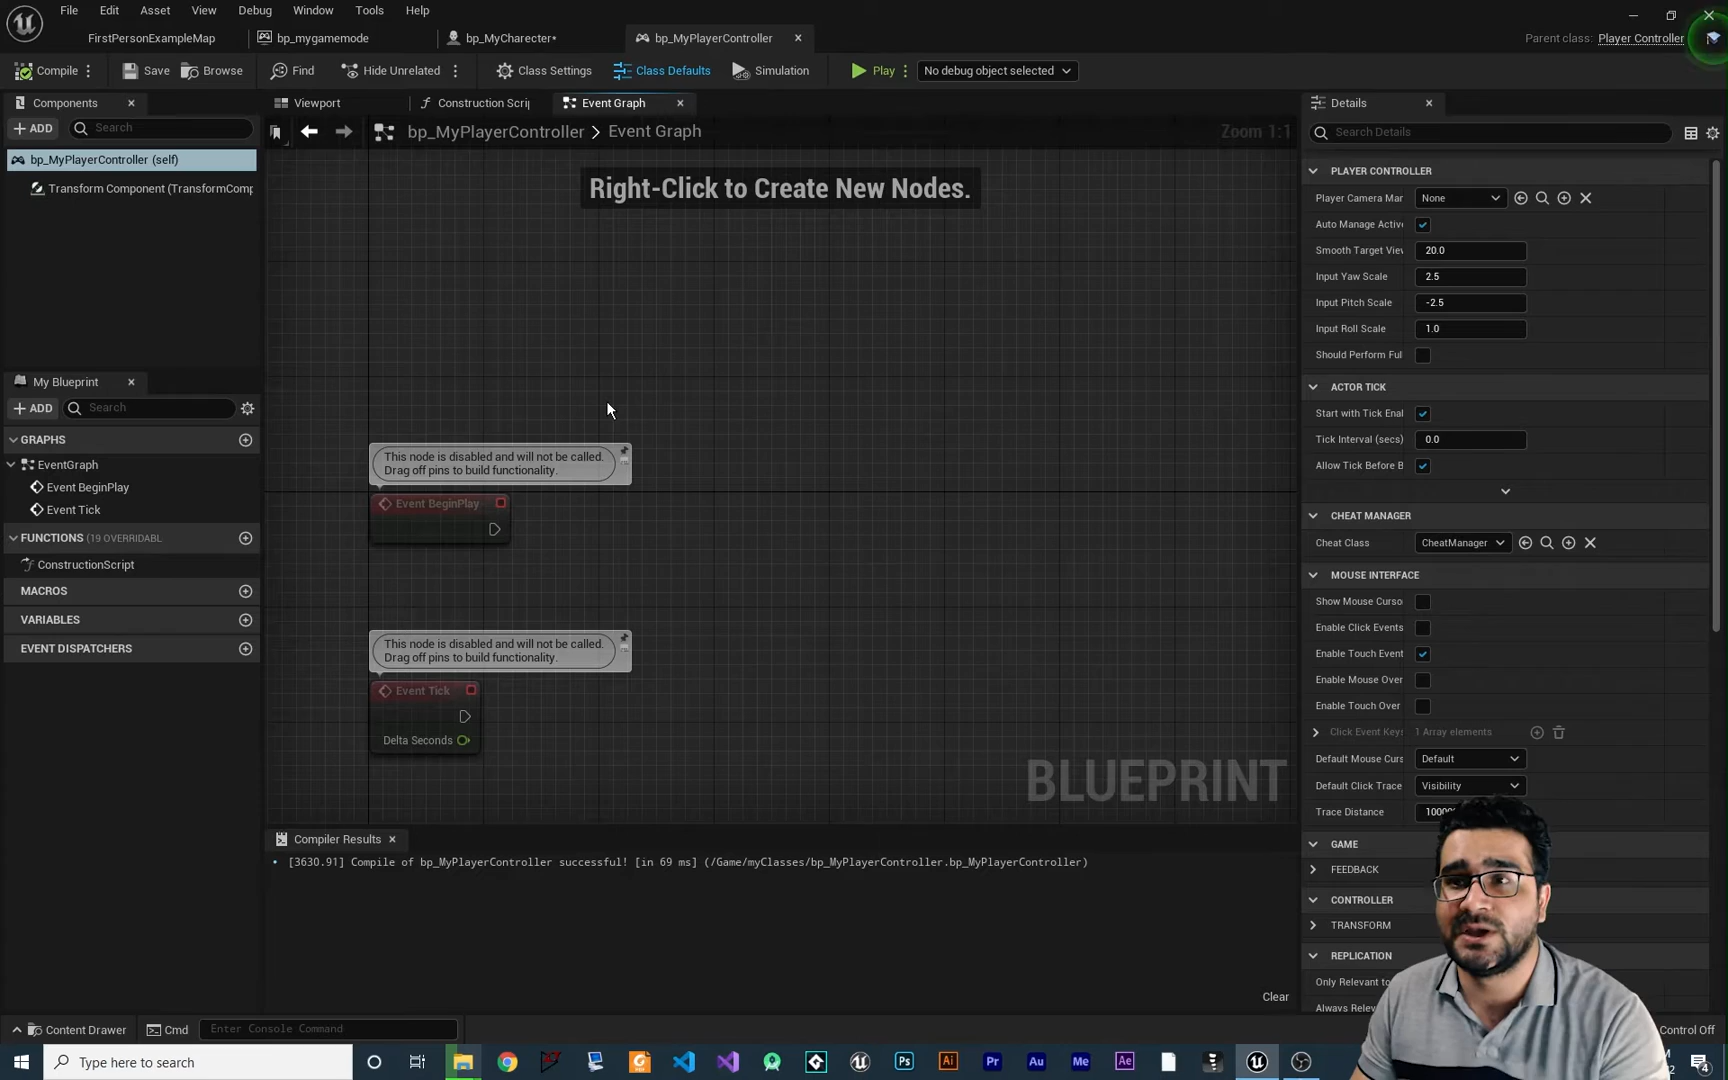 File Edit Asset View Debug Window Tools Help
FirstPersonExampleMap bp_mygamemode bp_MyCharecter• bp_MyPlayerController
Parent class: Player Controller
Compile Save Browse Find Hide Unrelated Class Settings Class Defaults Simulation Play No debug object selected
Components
ADD Search
bp_MyPlayerController (self)
Transform Component (TransformComp
My Blueprint
ADD Search
GRAPHS
EventGraph
Event BeginPlay
Event Tick
FUNCTIONS (19 OVERRIDABL
ConstructionScript
MACROS
VARIABLES
EVENT DISPATCHERS
Viewport Construction Scrip Event Graph
bp_MyPlayerController > Event Graph Zoom 1:1
Right-Click to Create New Nodes.
This node is disabled and will not be called.
Drag off pins to build functionality.
Event BeginPlay
This node is disabled and will not be called.
Drag off pins to build functionality.
Event Tick
Delta Seconds
BLUEPRINT
Compiler Results
[3630.91] Compile of bp_MyPlayerController successful! [in 69 ms] (/Game/myClasses/bp_MyPlayerController.bp_MyPlayerController)
Clear
Details
Search Details
PLAYER CONTROLLER
Player Camera Mar None
Auto Manage Active
Smooth Target View 20.0
Input Yaw Scale 2.5
Input Pitch Scale -2.5
Input Roll Scale 1.0
Should Perform Ful
ACTOR TICK
Start with Tick Enal
Tick Interval (secs) 0.0
Allow Tick Before B
CHEAT MANAGER
Cheat Class CheatManager
MOUSE INTERFACE
Show Mouse Curso
Enable Click Events
Enable Touch Event
Enable Mouse Over
Enable Touch Over
Click Event Keys 1 Array elements
Default Mouse Curs Default
Default Click Trace Visibility
Trace Distance
GAME
FEEDBACK
CONTROLLER
TRANSFORM
REPLICATION
Only Relevant to
Always Relev
Content Drawer Cmd Enter Console Command
Control Off
Type here to search
Ps Ai Pr Au Me Ae
4